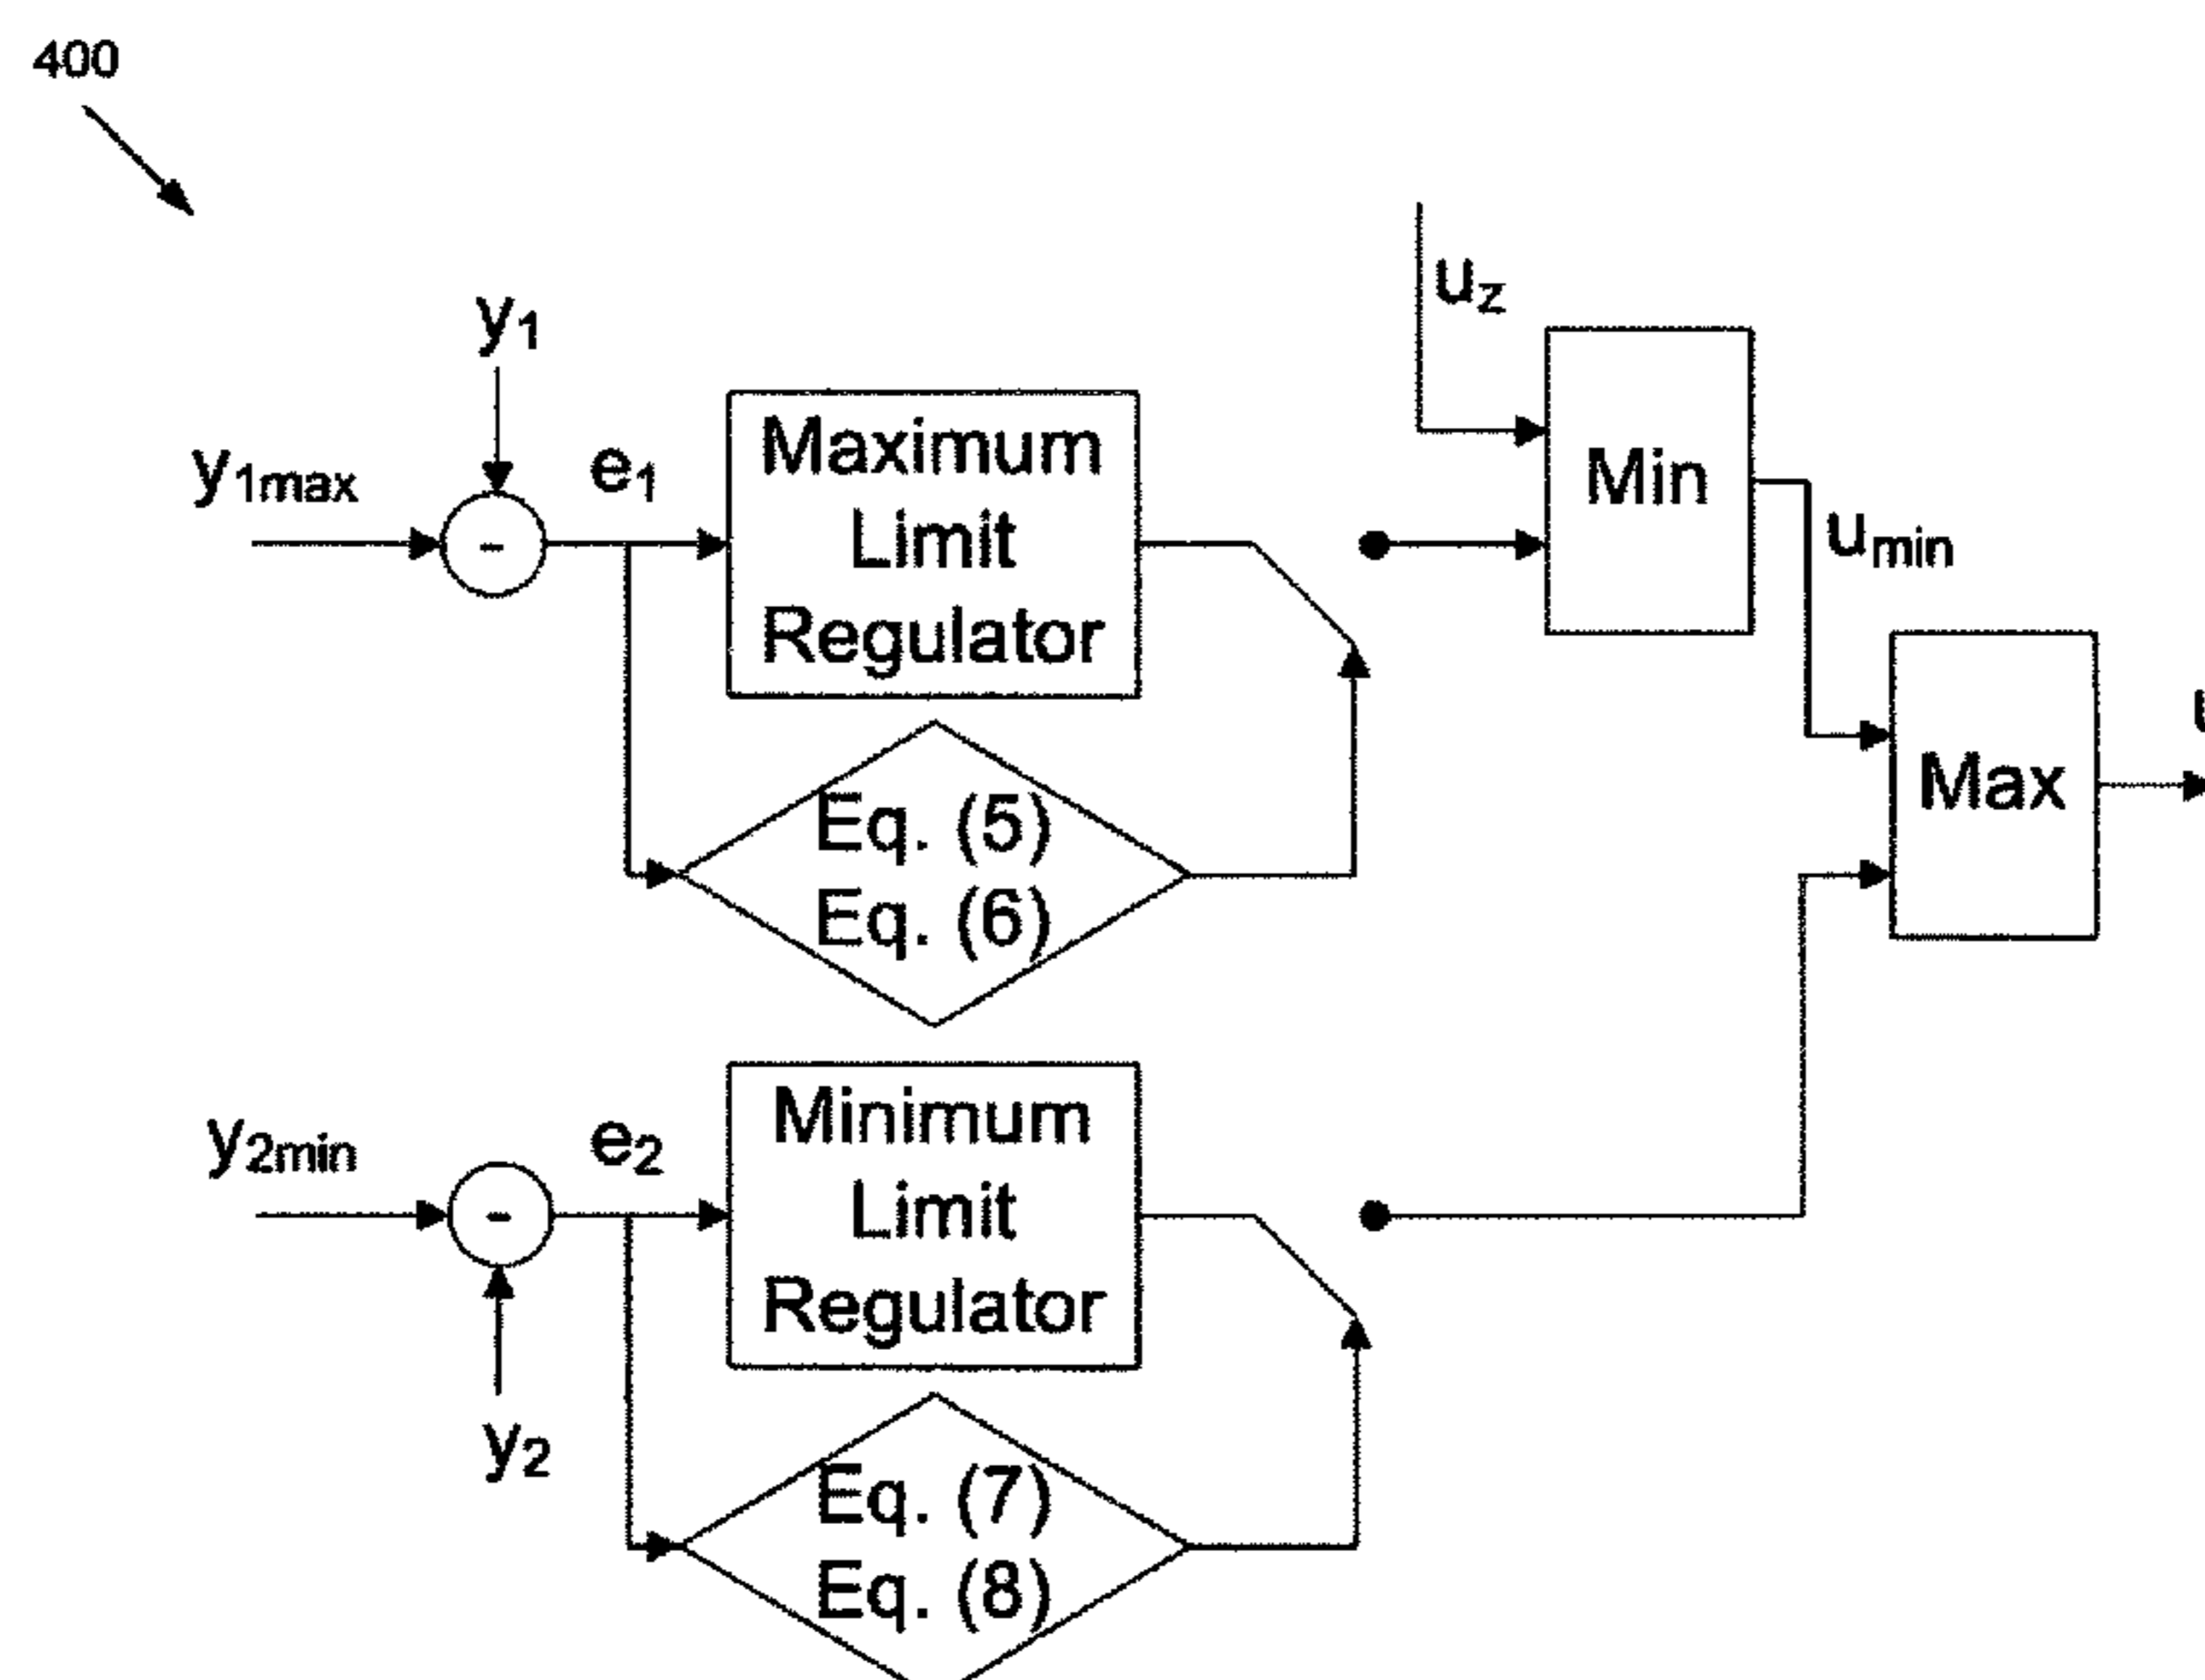 400
y1
uz
y1max
e1
Maximum
Limit
Regulator
-
Min
umin
Eq. (5)
Eq. (6)
Max
u
y2min
e2
Minimum
Limit
Regulator
-
y2
Eq. (7)
Eq. (8)